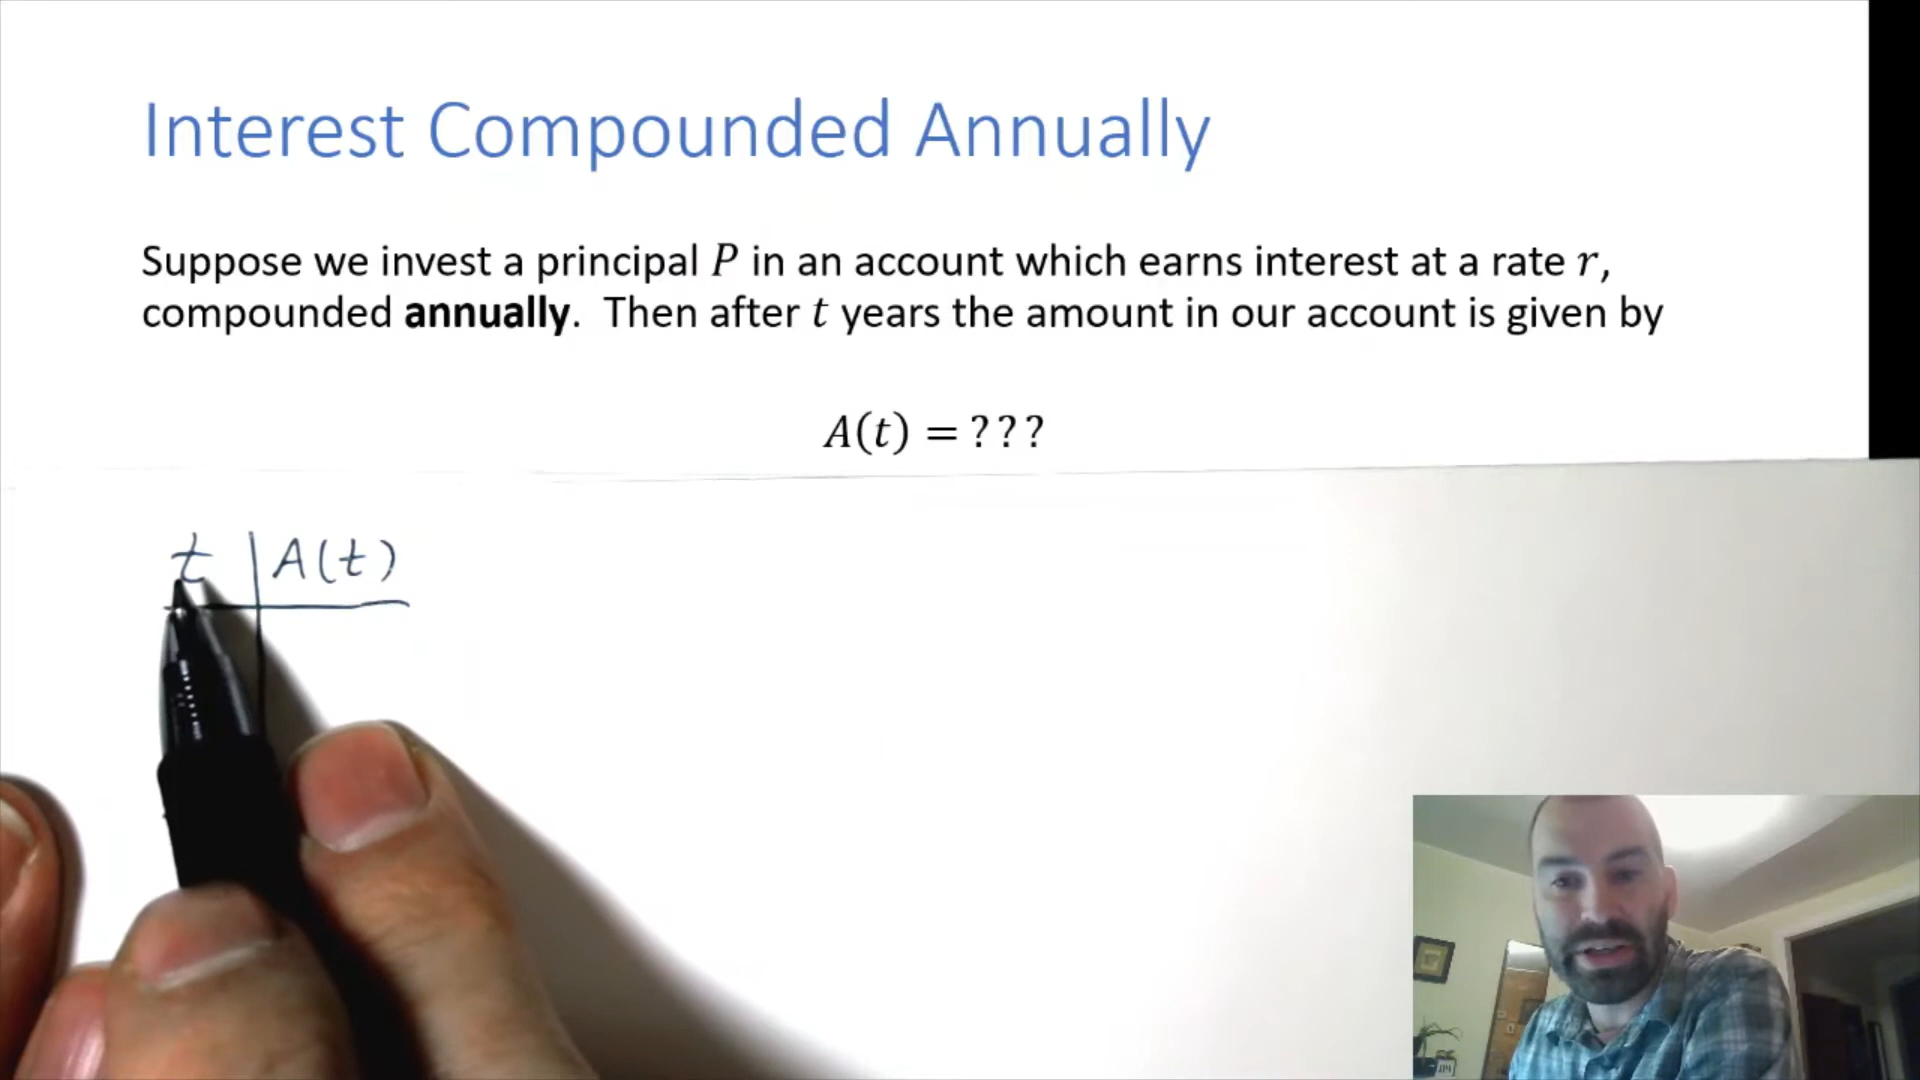 Interest Compounded Annually
Suppose we invest a principal P in an account which earns interest at a rate r,
compounded annually. Then after t years the amount in our account is given by
A(t) = ???
t A(t)